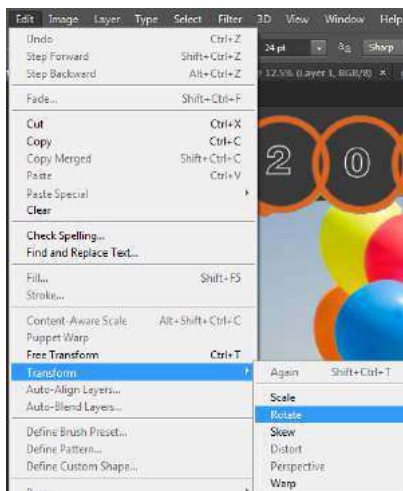 Edit Image Layer Type Select Filter 3D View Window Help
Undo Ctrl+Z
Step Forward Shift+Ctrl+Z
Step Backward Alt+Ctrl+Z
24 pt
Sharp
12.5% (Layer 1, RGB/8) ×
Fade... Shift+Ctrl+F
Cut Ctrl+X
Copy Ctrl+C
Copy Merged Shift+Ctrl+C
Paste Ctrl+V
Paste Special
Clear
2 0
Check Spelling...
Find and Replace Text...
Fill... Shift+F5
Stroke...
Content-Aware Scale Alt+Shift+Ctrl+C
Puppet Warp
Free Transform Ctrl+T
Transform
Auto-Align Layers...
Auto-Blend Layers...
Define Brush Preset...
Define Pattern...
Define Custom Shape...
Again Shift+Ctrl+T
Scale
Rotate
Skew
Distort
Perspective
Warp